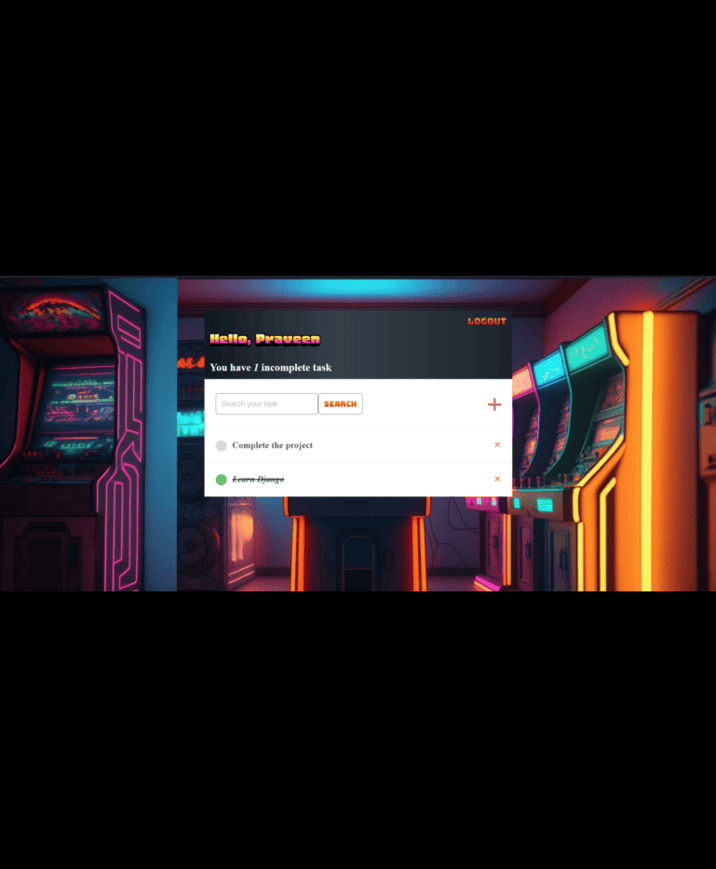 LOGOUT
Hello, Praveen
You have 1 incomplete task
Search your task SEARCH +
Complete the project ×
Learn Django ×